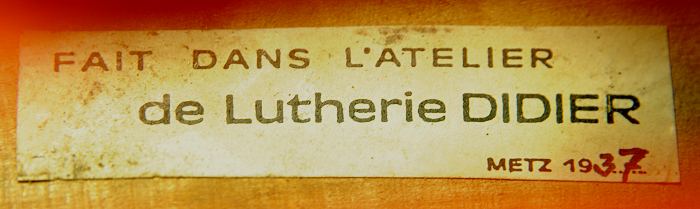 FAIT DANS L'ATELIER
de Lutherie DIDIER
METZ 1937